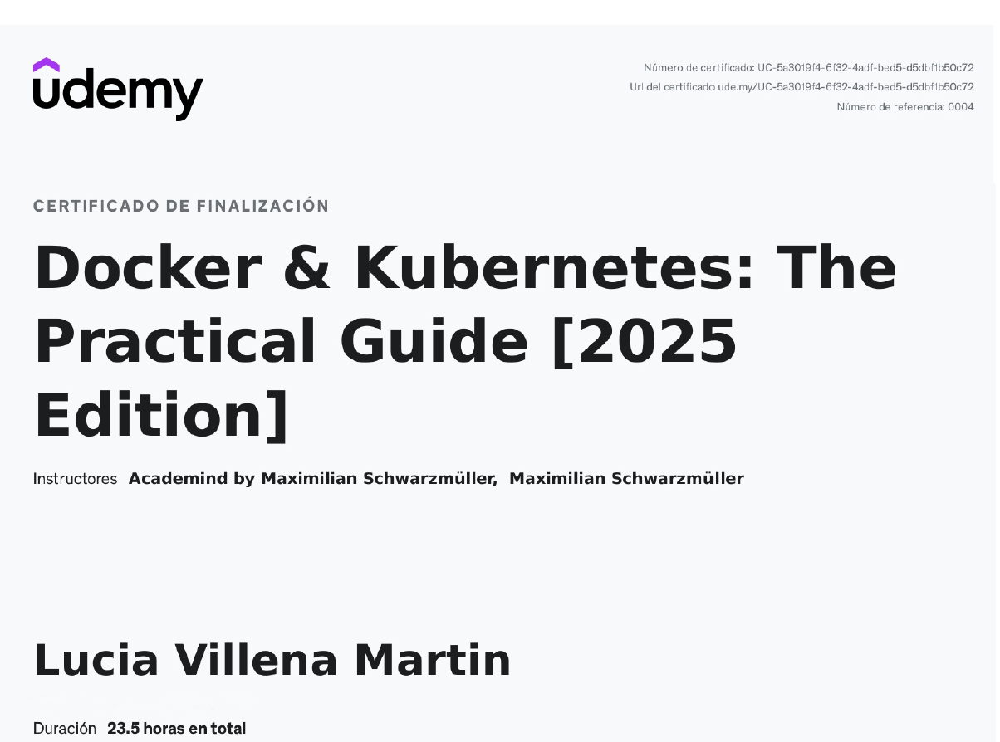 udemy
Número de certificado: UC-5a3019f4-6f32-4adf-bed5-d5dbf1b50c72
Url del certificado ude.my/UC-5a3019f4-6f32-4adf-bed5-d5dbf1b50c72
Número de referencia: 0004
CERTIFICADO DE FINALIZACIÓN
Docker & Kubernetes: The
Practical Guide [2025
Edition]
Instructores Academind by Maximilian Schwarzmüller, Maximilian Schwarzmüller
Lucia Villena Martin
Duración 23.5 horas en total